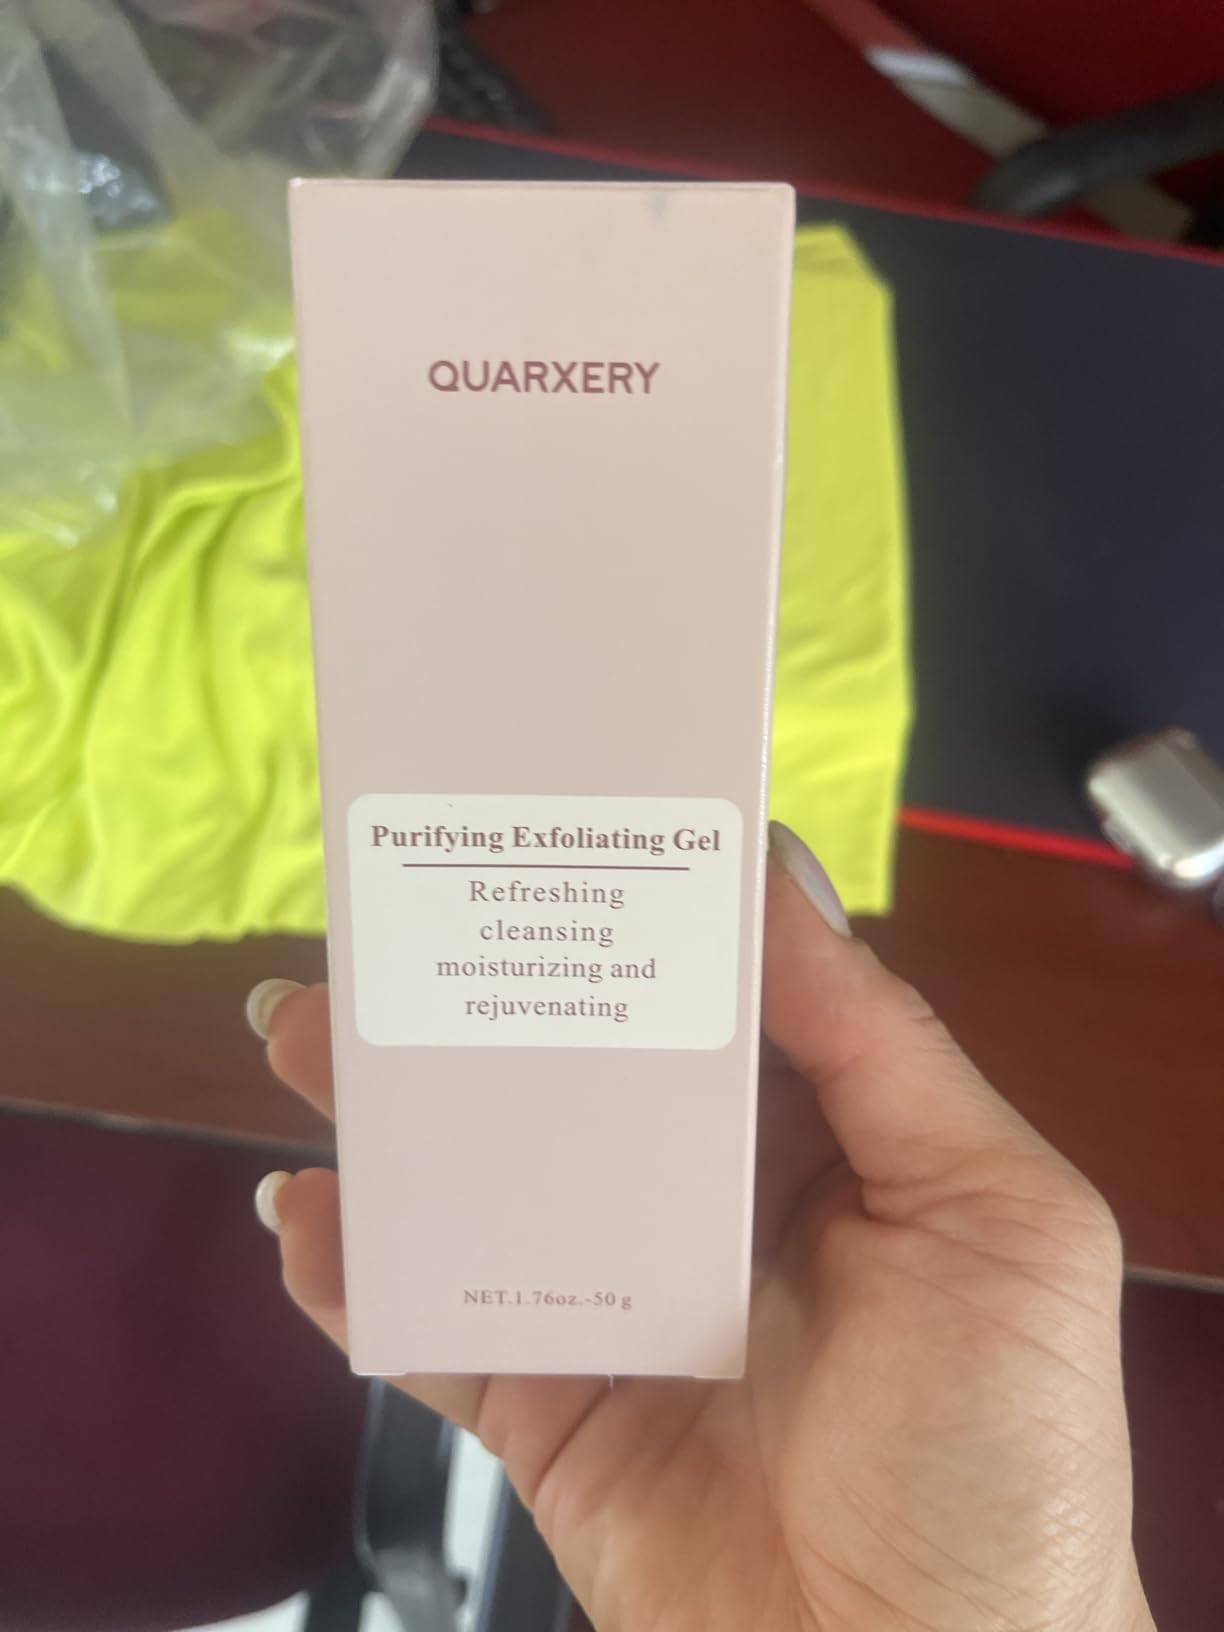 QUARXERY
Purifying Exfoliating Gel
Refreshing
cleansing
moisturizing and
rejuvenating
NET.1.76oz.-50 g